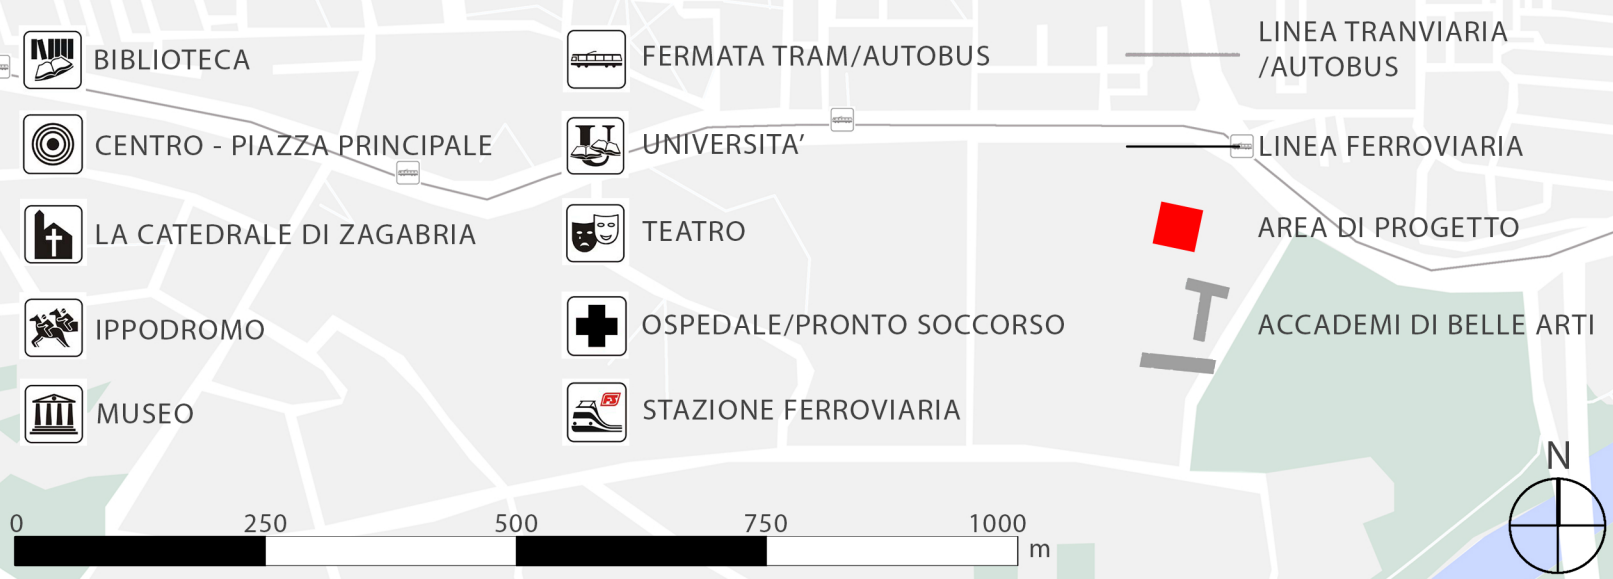 BIBLIOTECA
CENTRO - PIAZZA PRINCIPALE
LA CATEDRALE DI ZAGABRIA
IPPODROMO
MUSEO
FERMATA TRAM/AUTOBUS
UNIVERSITA’
TEATRO
OSPEDALE/PRONTO SOCCORSO
FS
STAZIONE FERROVIARIA
LINEA TRANVIARIA
/AUTOBUS
LINEA FERROVIARIA
AREA DI PROGETTO
ACCADEMI DI BELLE ARTI
N
0 250 500 750 1000
m